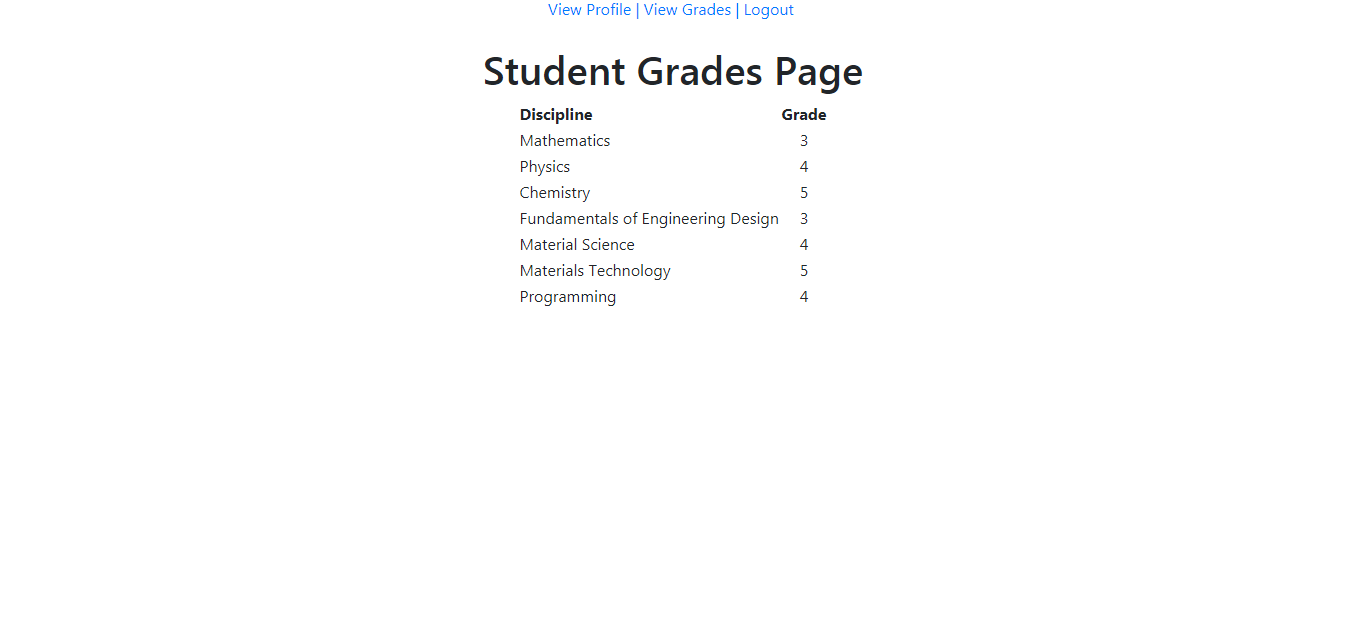 View Profile | View Grades | Logout
Student Grades Page
Discipline Grade
Mathematics 3
Physics 4
Chemistry 5
Fundamentals of Engineering Design 3
Material Science 4
Materials Technology 5
Programming 4